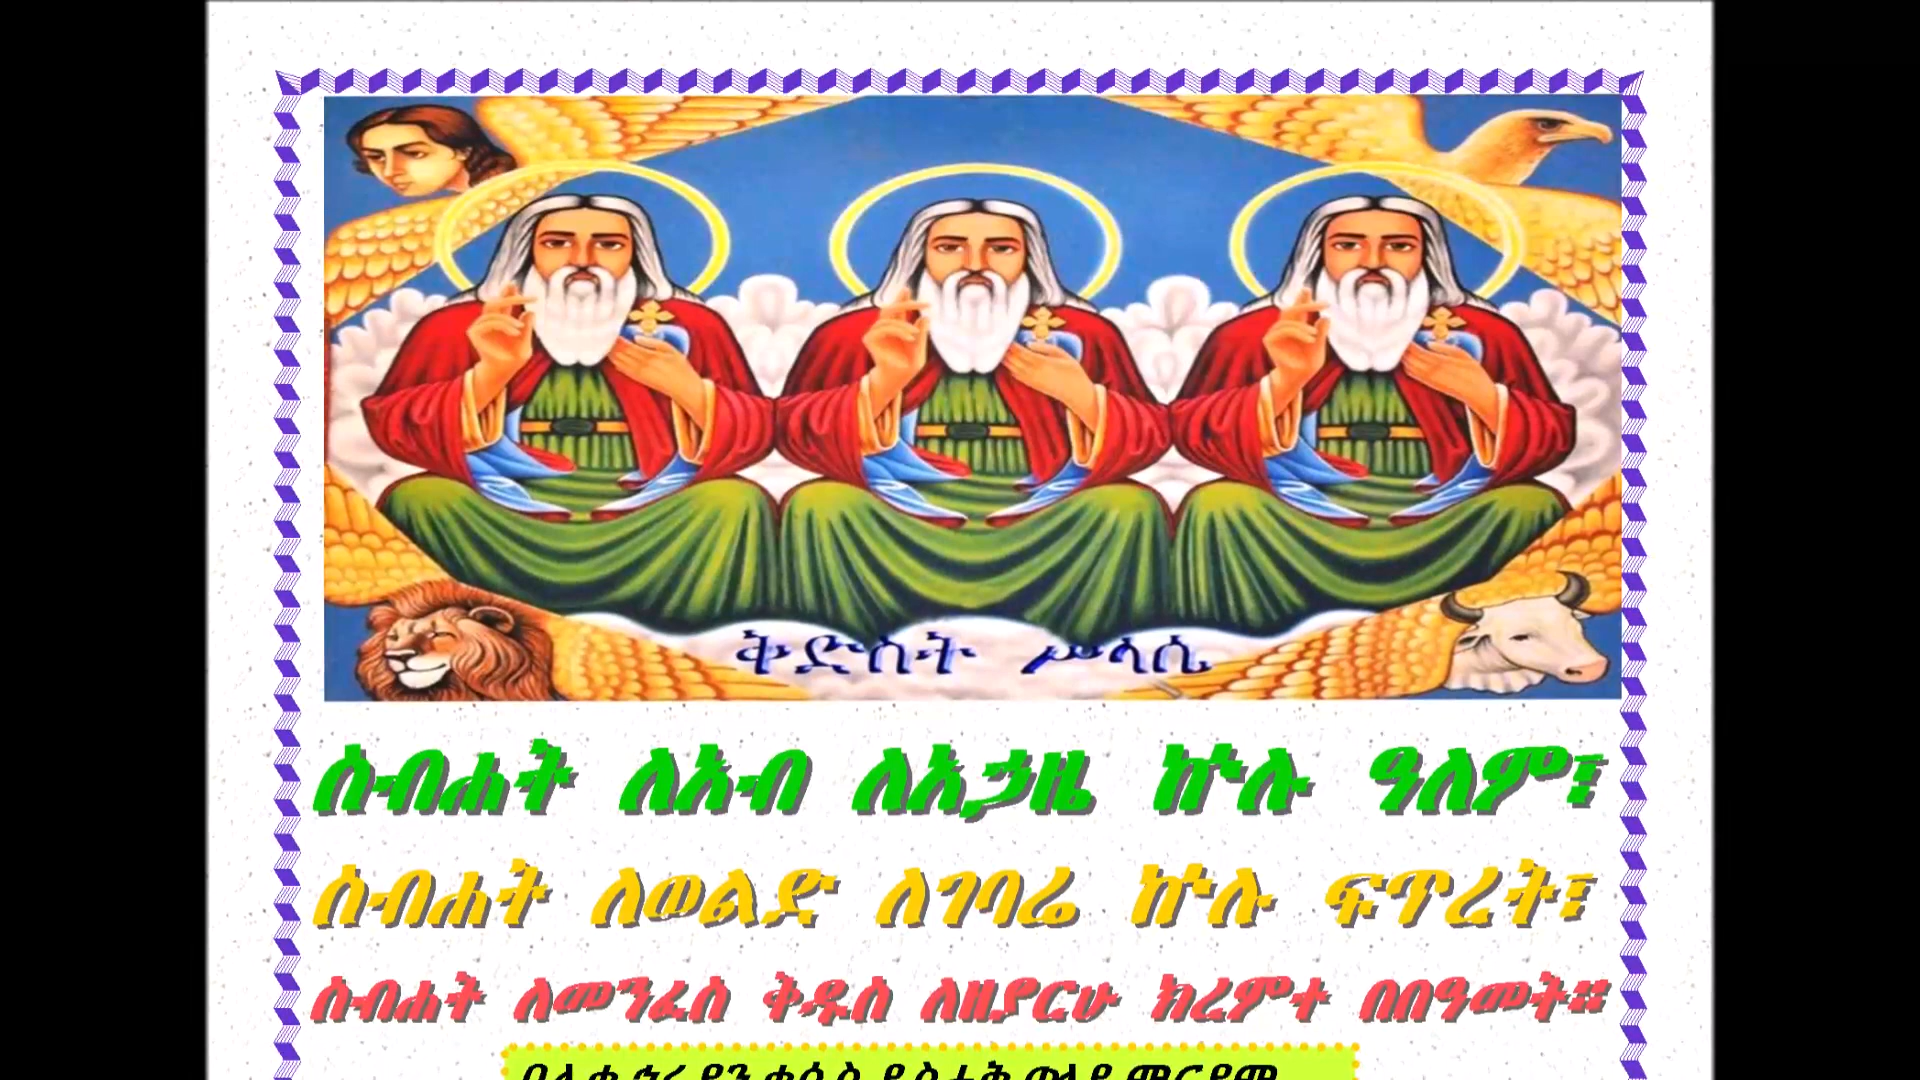 ቅድስት ሥላሴ
ስብሐት ለአብ ለአኃዜ ኵሉ ዓለም፤
ስብሐት ለወልድ ለገባሬ ኵሉ ፍጥረት፤
ስብሐት ለመንፈስ ቅዱስ ለዘያርሁ ክረምተ በበዓመት።